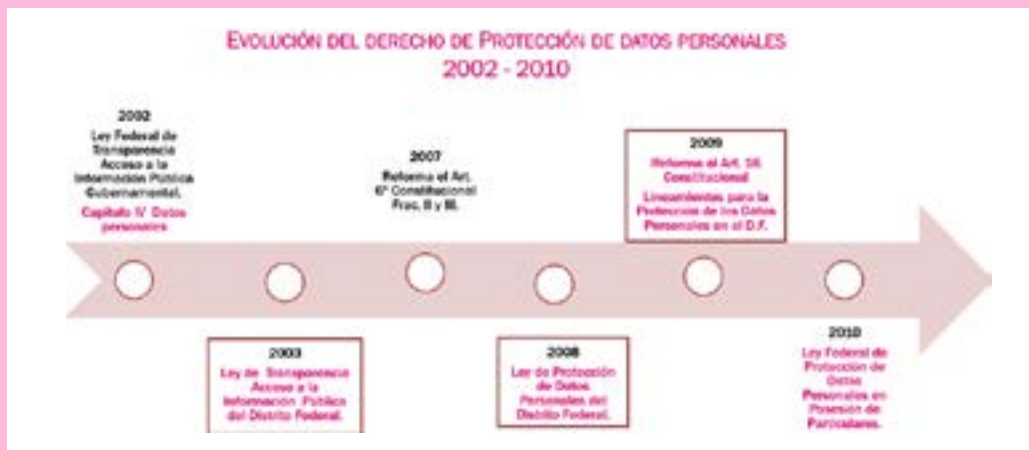 EVOLUCIÓN DEL DERECHO DE PROTECCIÓN DE DATOS PERSONALES
2002 - 2010
2002
Ley Federal de
Transparencia
Acceso a la
Información Pública
Gubernamental.
Capítulo IV Datos
personales
2003
Ley de Transparencia
Acceso a la
Información Pública
del Distrito Federal.
2007
Reforma el Art.
6º Constitucional
Frac. II y III.
2008
Ley de Protección
de Datos
Personales del
Distrito Federal.
2009
Reforma el Art. 16
Constitucional
Lineamientos para la
Protección de los Datos
Personales en el D.F.
2010
Ley Federal de
Protección de
Datos
Personales en
Posesión de
Particulares.